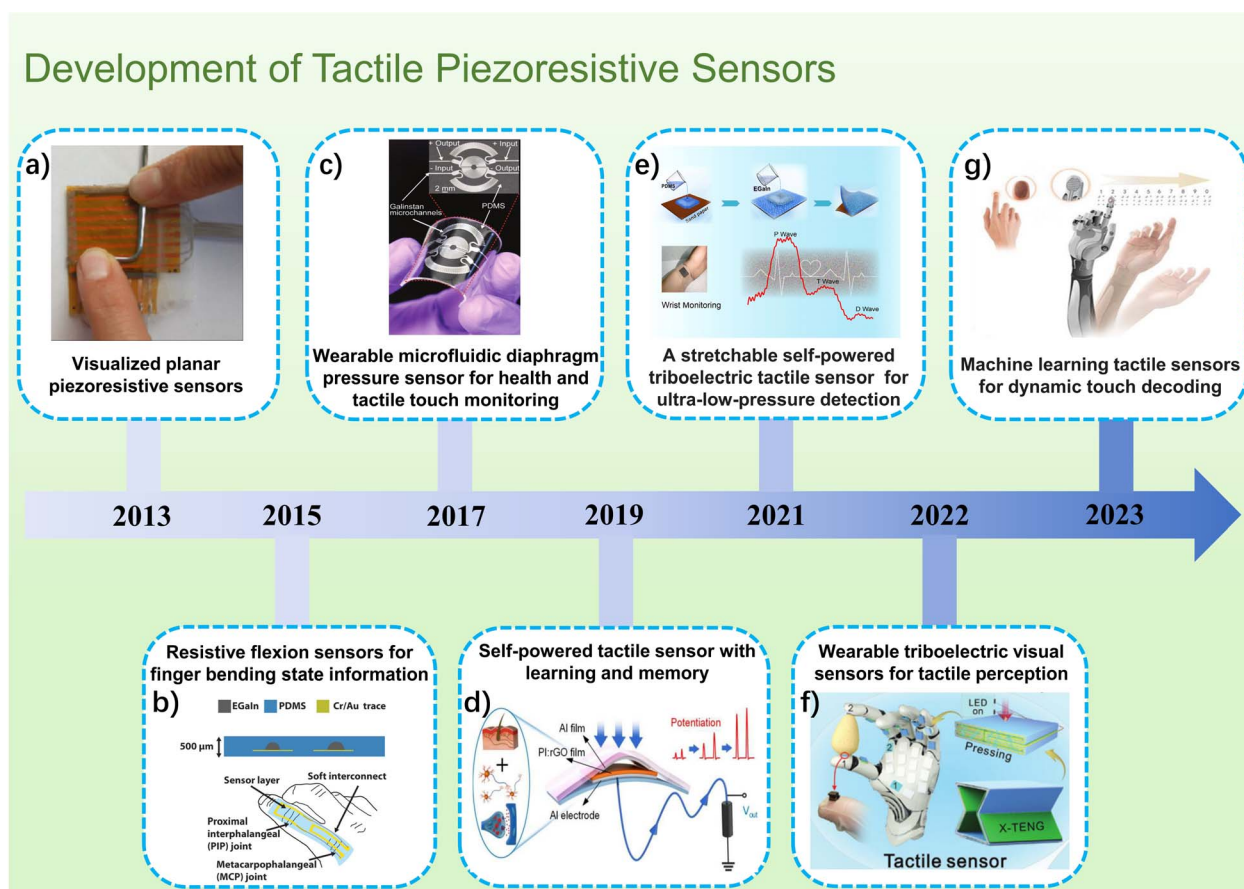 Development of Tactile Piezoresistive Sensors
a)
Visualized planar
piezoresistive sensors
c)
+ Output
+ Input
- Input
- Output
2 mm
Galinstan
microchannels
PDMS
Wearable microfluidic diaphragm
pressure sensor for health and
tactile touch monitoring
e)
PDMS
sand paper
EGaIn
P Wave
T Wave
D Wave
Wrist Monitoring
A stretchable self-powered
triboelectric tactile sensor for
ultra-low-pressure detection
g)
1 2 3 4 5 6 7 8 9 0
Machine learning tactile sensors
for dynamic touch decoding
2013
2015
2017
2019
2021
2022
2023
Resistive flexion sensors for
finger bending state information
b)
EGaIn
PDMS
Cr/Au trace
500 µm
Sensor layer
Soft interconnect
Proximal
interphalangeal
(PIP) joint
Metacarpophalangeal
(MCP) joint
Self-powered tactile sensor with
learning and memory
d)
+
Al film
PI:rGO film
Al electrode
Potentiation
Vout
Wearable triboelectric visual
sensors for tactile perception
f)
2
2
1
LED
on
Pressing
X-TENG
Tactile sensor